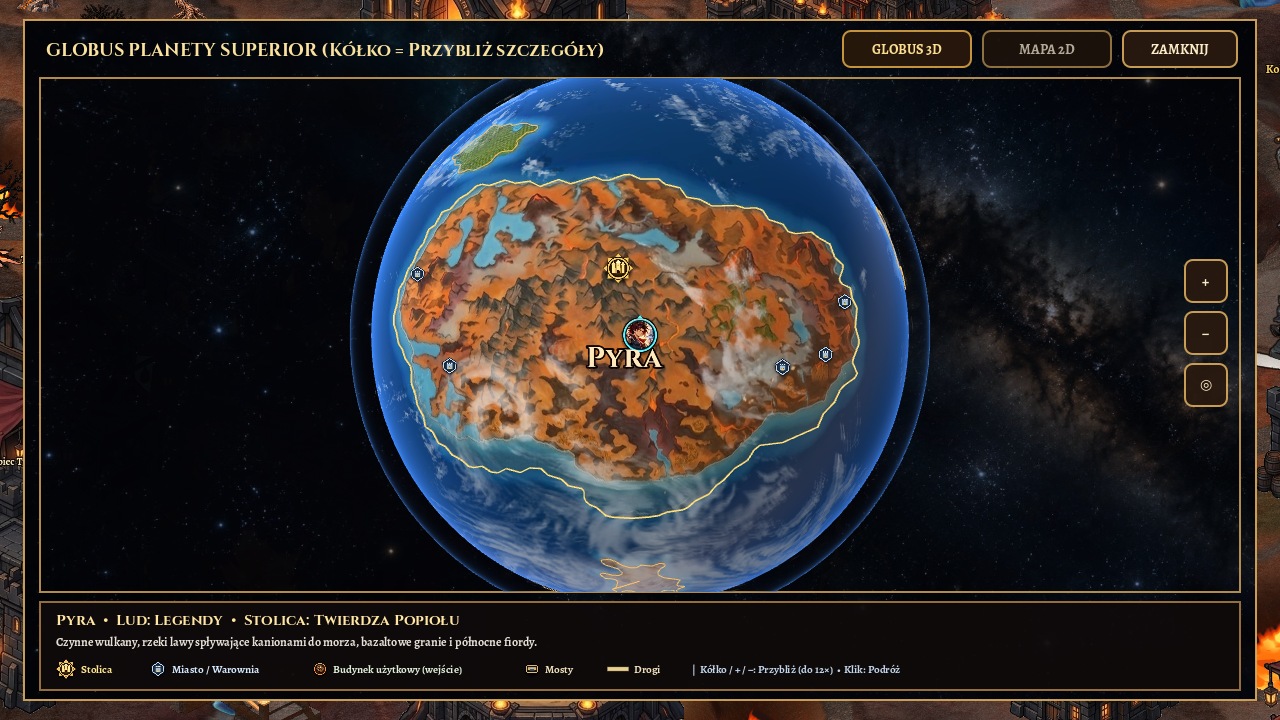 GLOBUS PLANETY SUPERIOR (KÓŁKO = PRZYBLIŻ SZCZEGÓŁY)
GLOBUS 3D
MAPA 2D
ZAMKNIJ
Ko
PYRA
+
−
◎
piec T
PYRA • LUD: LEGENDY • STOLICA: TWIERDZA POPIOŁU
Czynne wulkany, rzeki lawy spływające kanionami do morza, bazaltowe granie i północne fiordy.
Stolica
Miasto / Warownia
Budynek użytkowy (wejście)
Mosty
Drogi
| Kółko / + / −: Przybliż (do 12×) • Klik: Podróż